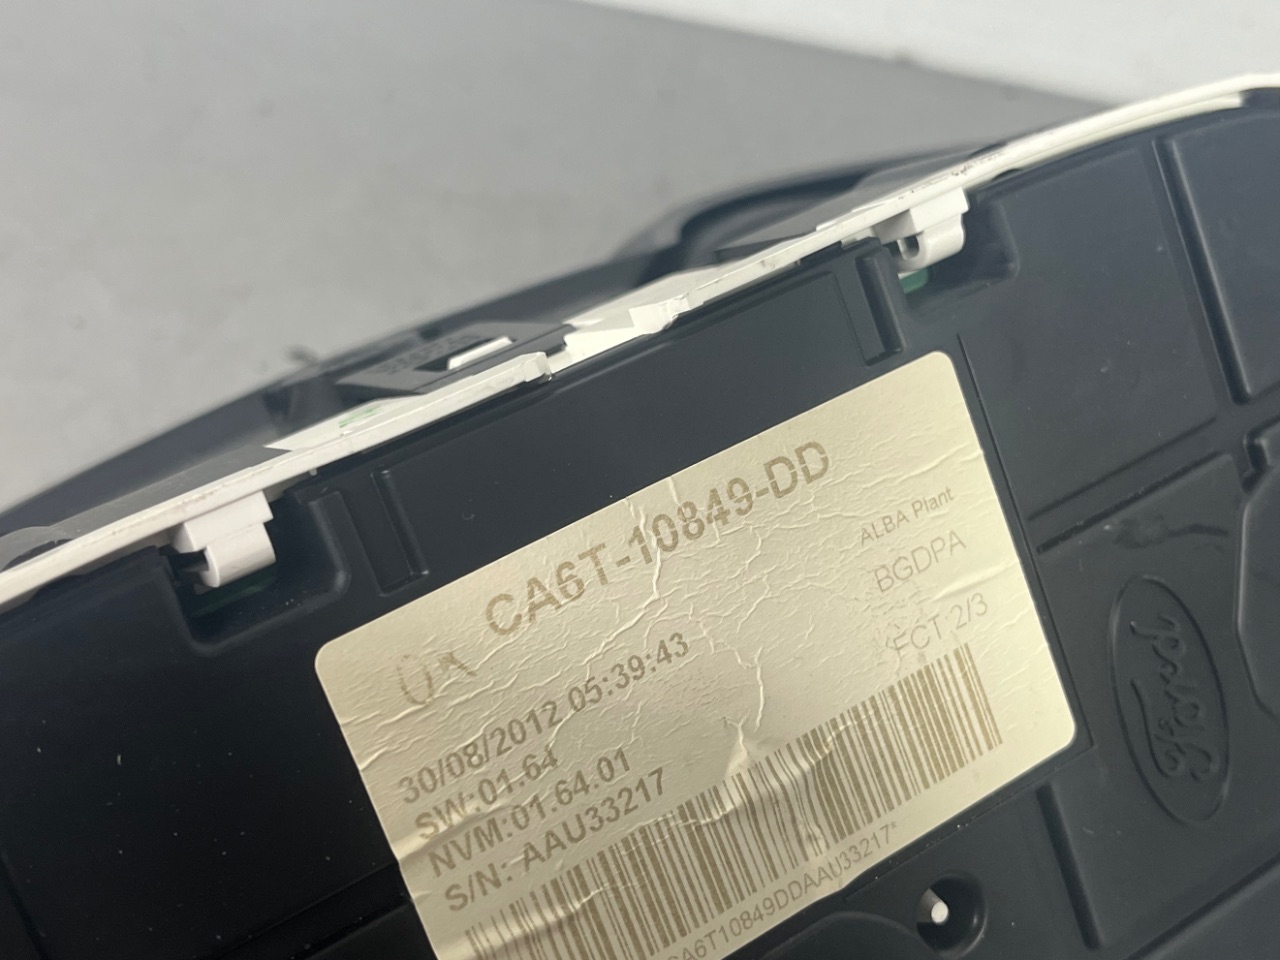 CA6T-10849-DD
ALBA Plant
BGDPA
FCT 2/3
30/08/2012 05:39:43
SW:01.64
NVM:01.64.01
S/N: AAU33217
CA6T10849DDAAU33217*
Ford